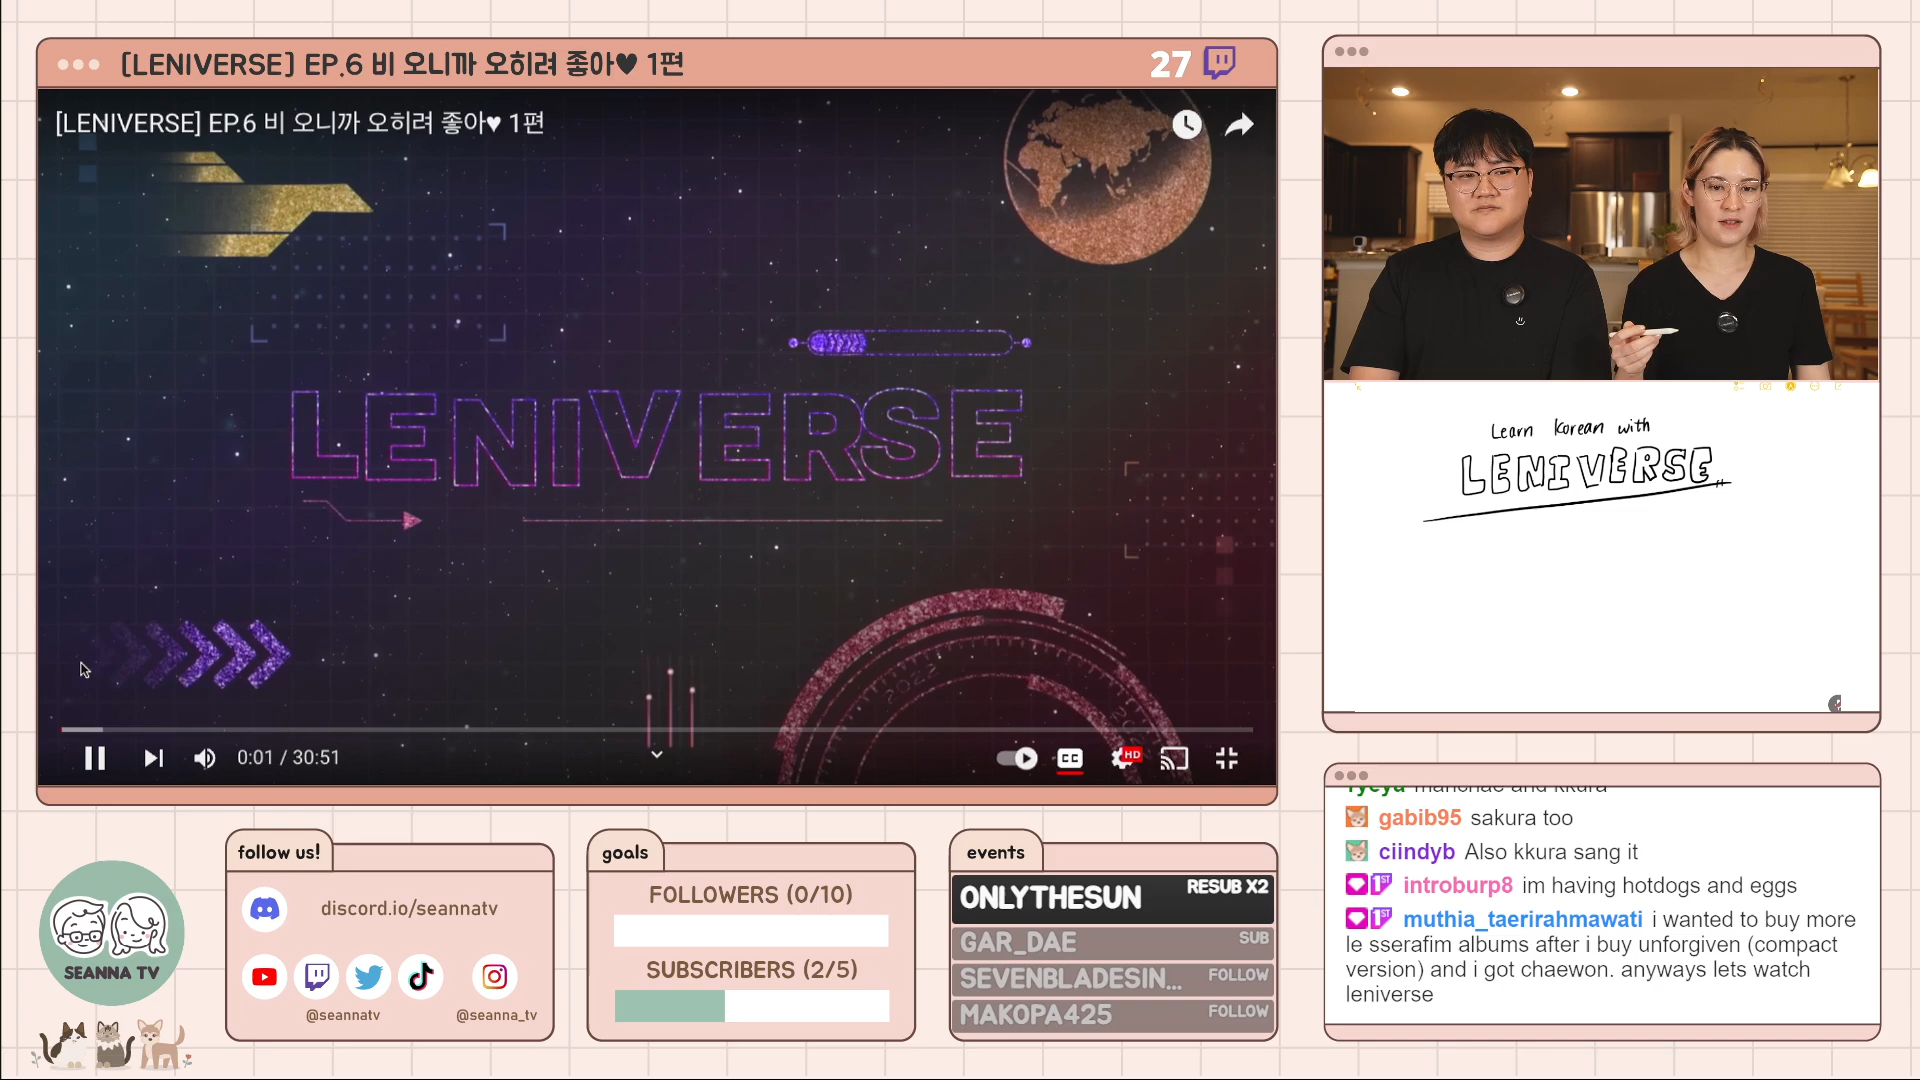 [LENIVERSE] EP.6 비 오니까 오히려 좋아♥ 1편
27
[LENIVERSE] EP.6 비 오니까 오히려 좋아♥ 1편
LENIVERSE
2022
0:01 / 30:51
CC
HD
Learn Korean with
LENIVERSE
gabib95 sakura too
ciindyb Also kkura sang it
1ST introburp8 im having hotdogs and eggs
1ST muthia_taerirahmawati i wanted to buy more
le sserafim albums after i buy unforgiven (compact
version) and i got chaewon. anyways lets watch
leniverse
SEANNA TV
follow us!
discord.io/seannatv
@seannatv
@seanna_tv
goals
FOLLOWERS (0/10)
SUBSCRIBERS (2/5)
events
ONLYTHESUN RESUB X2
GAR_DAE SUB
SEVENBLADESIN... FOLLOW
MAKOPA425 FOLLOW